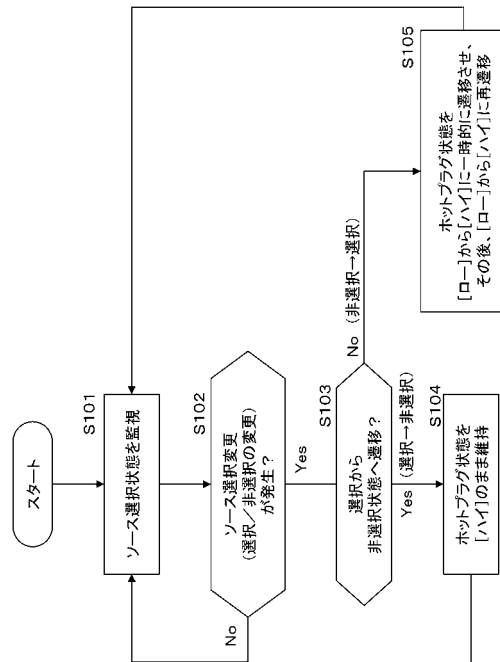 スタート
S101
ソース選択状態を監視
S102
ソース選択変更
(選択／非選択の変更)
が発生？
No
Yes
S103
選択から
非選択状態へ遷移？
No (非選択→選択)
Yes (選択→非選択)
S104
ホットプラグ状態を
[ハイ]のまま維持
S105
ホットプラグ状態を
[ロー]から[ハイ]に一時的に遷移させ、
その後、[ロー]から[ハイ]に再遷移